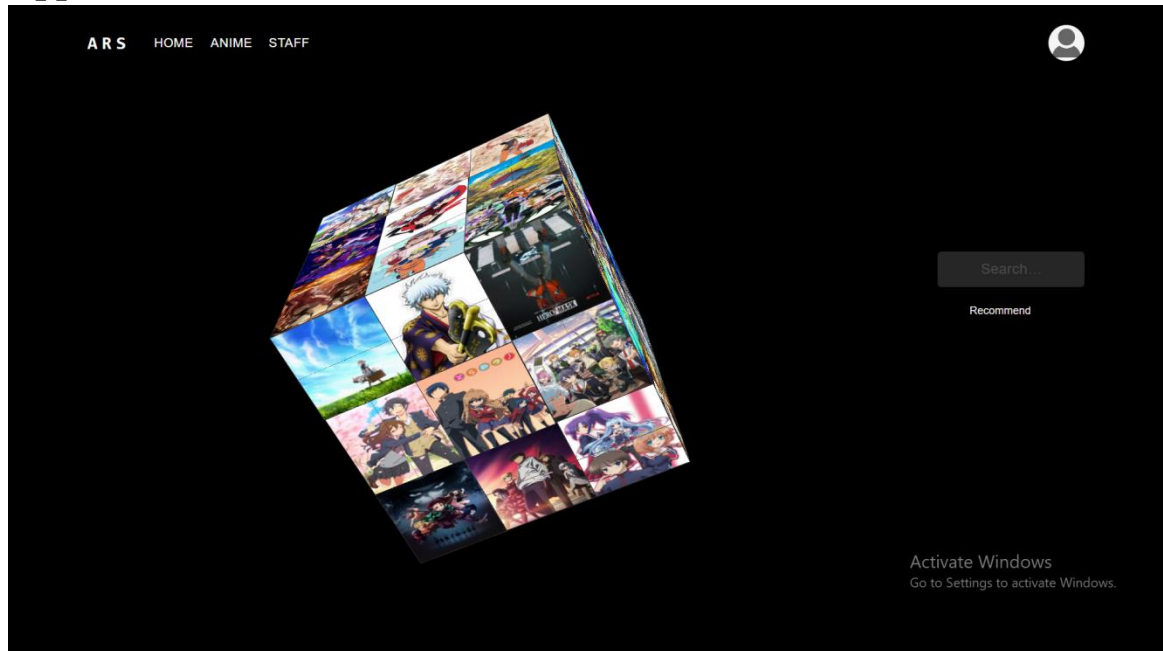 ARS HOME ANIME STAFF
Search...
Recommend
Activate Windows
Go to Settings to activate Windows.